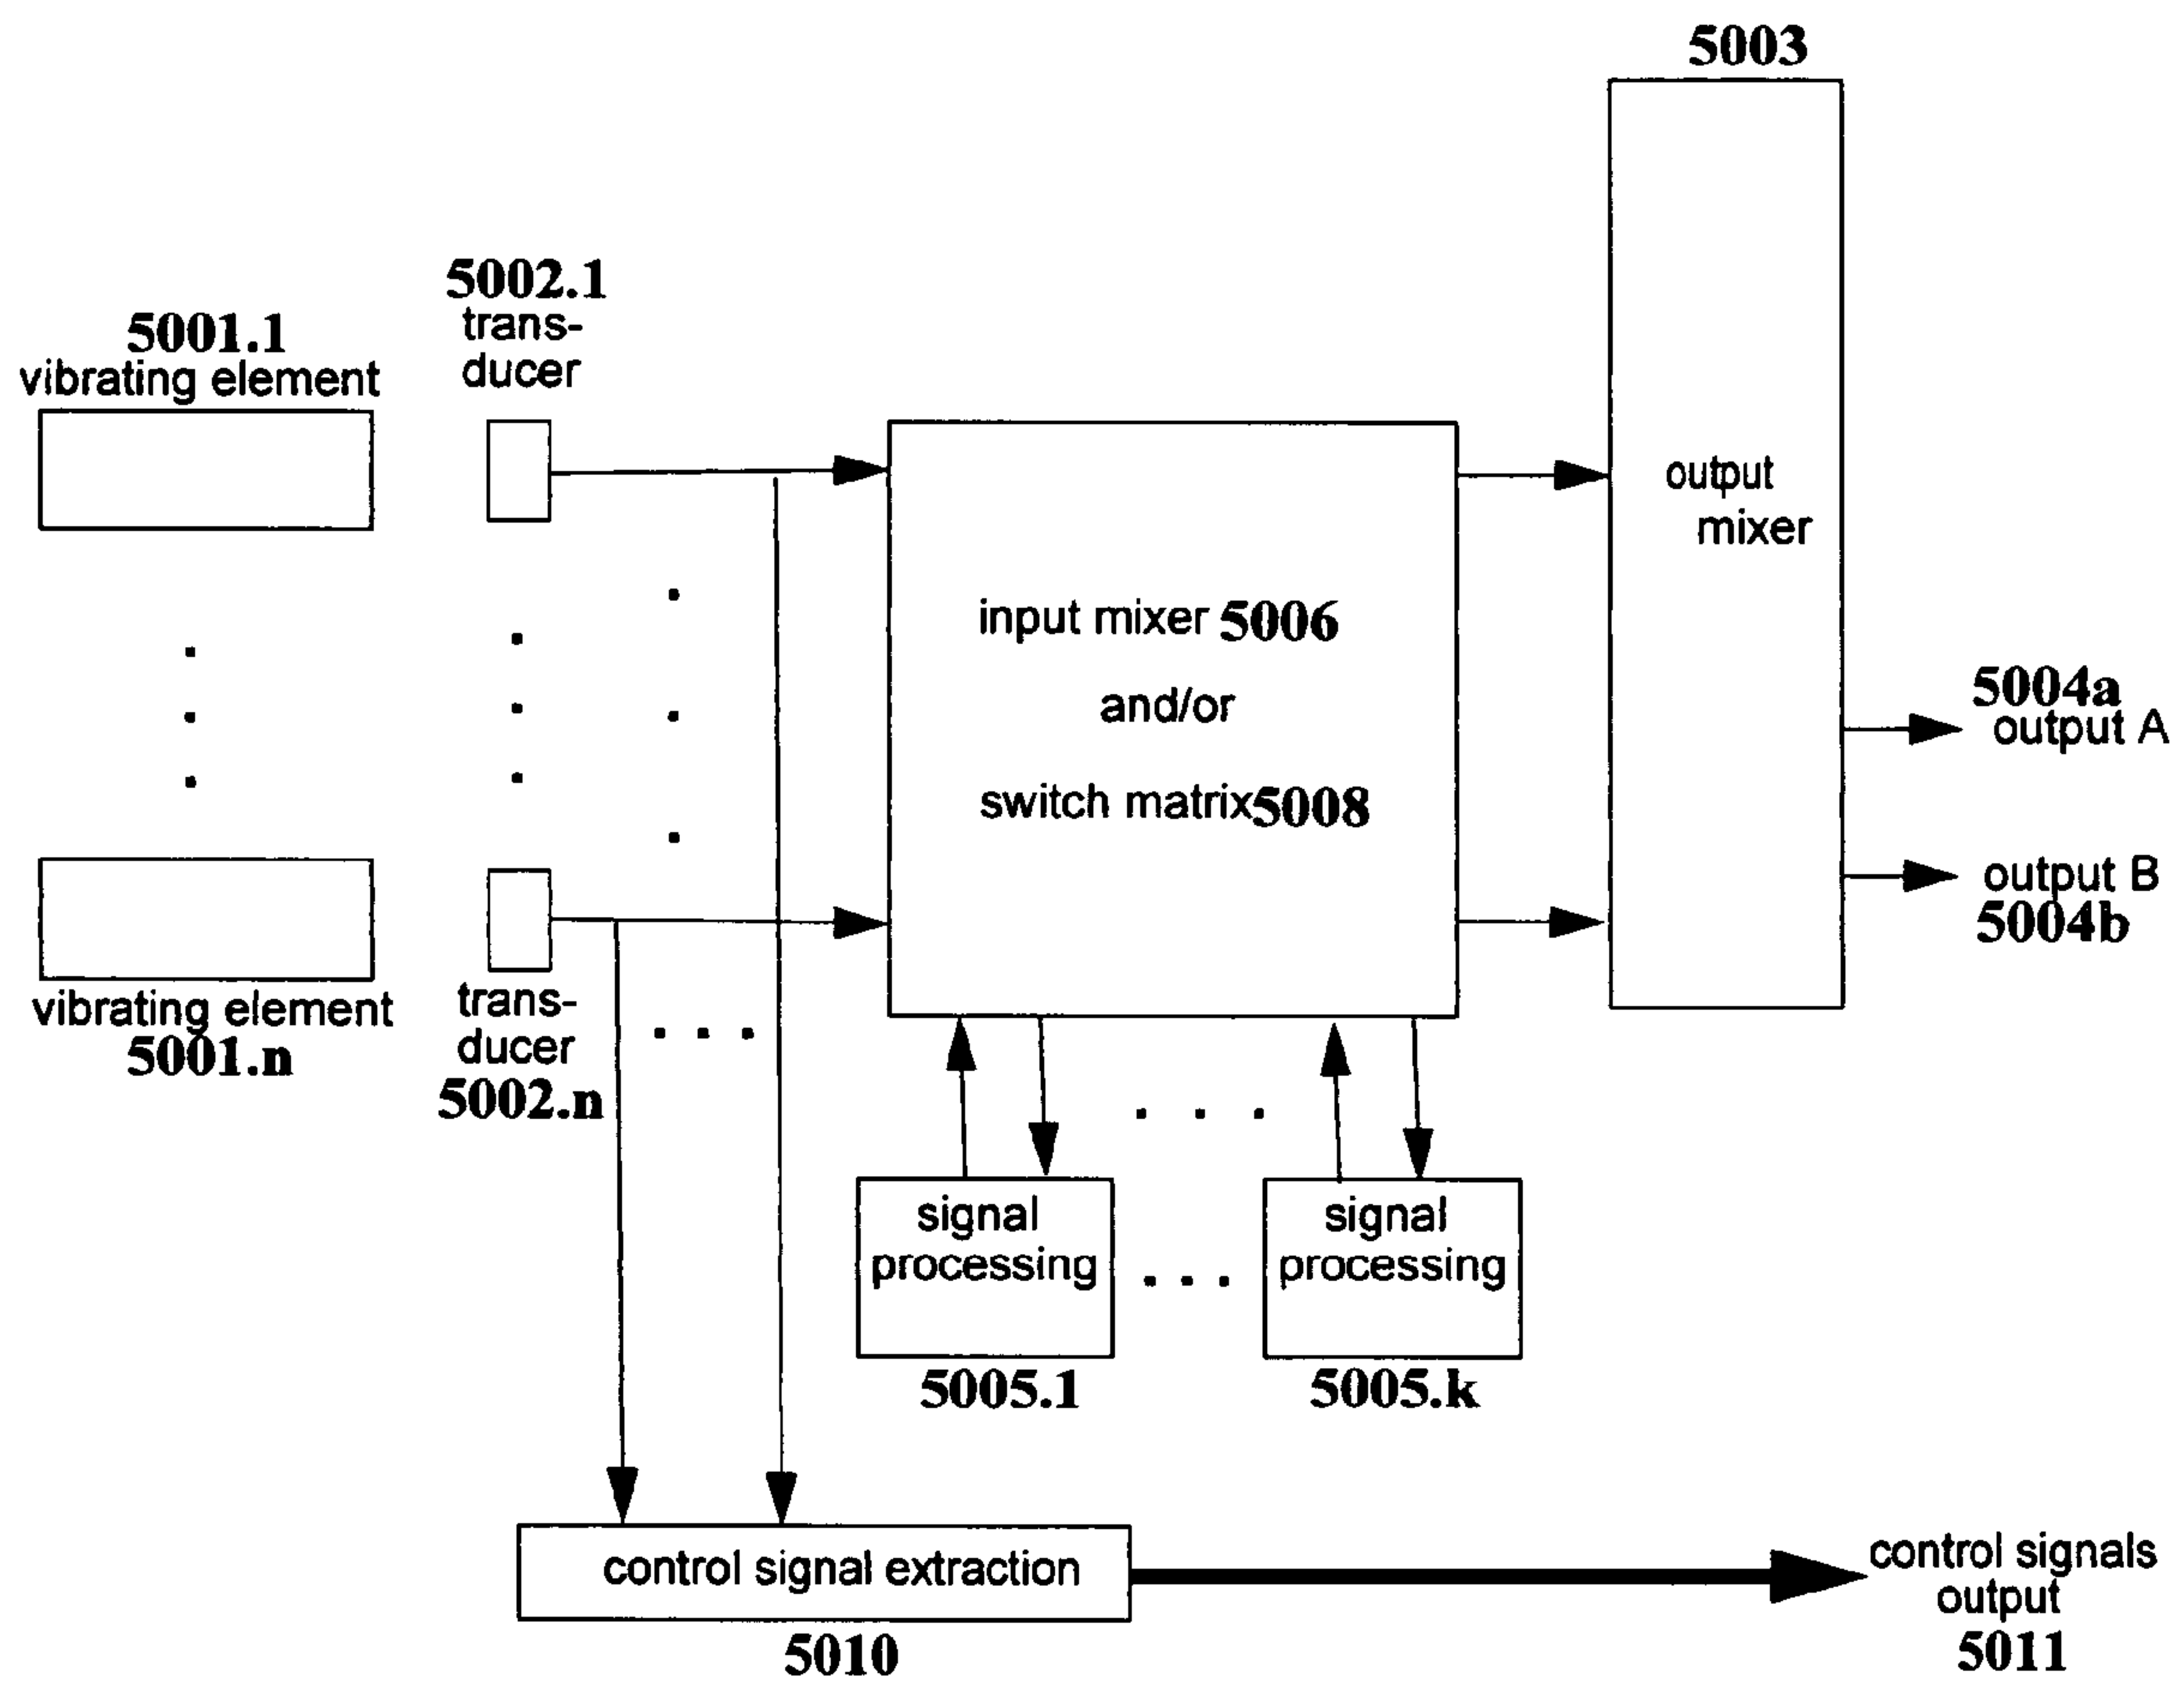 5003
5002.1
trans-
ducer
5001.1
vibrating element
output
mixer
input mixer 5006
and/or
switch matrix5008
5004a
output A
output B
5004b
vibrating element
5001.n
trans-
ducer
5002.n
signal
processing
5005.1
signal
processing
5005.k
control signal extraction
5010
control signals
output
5011